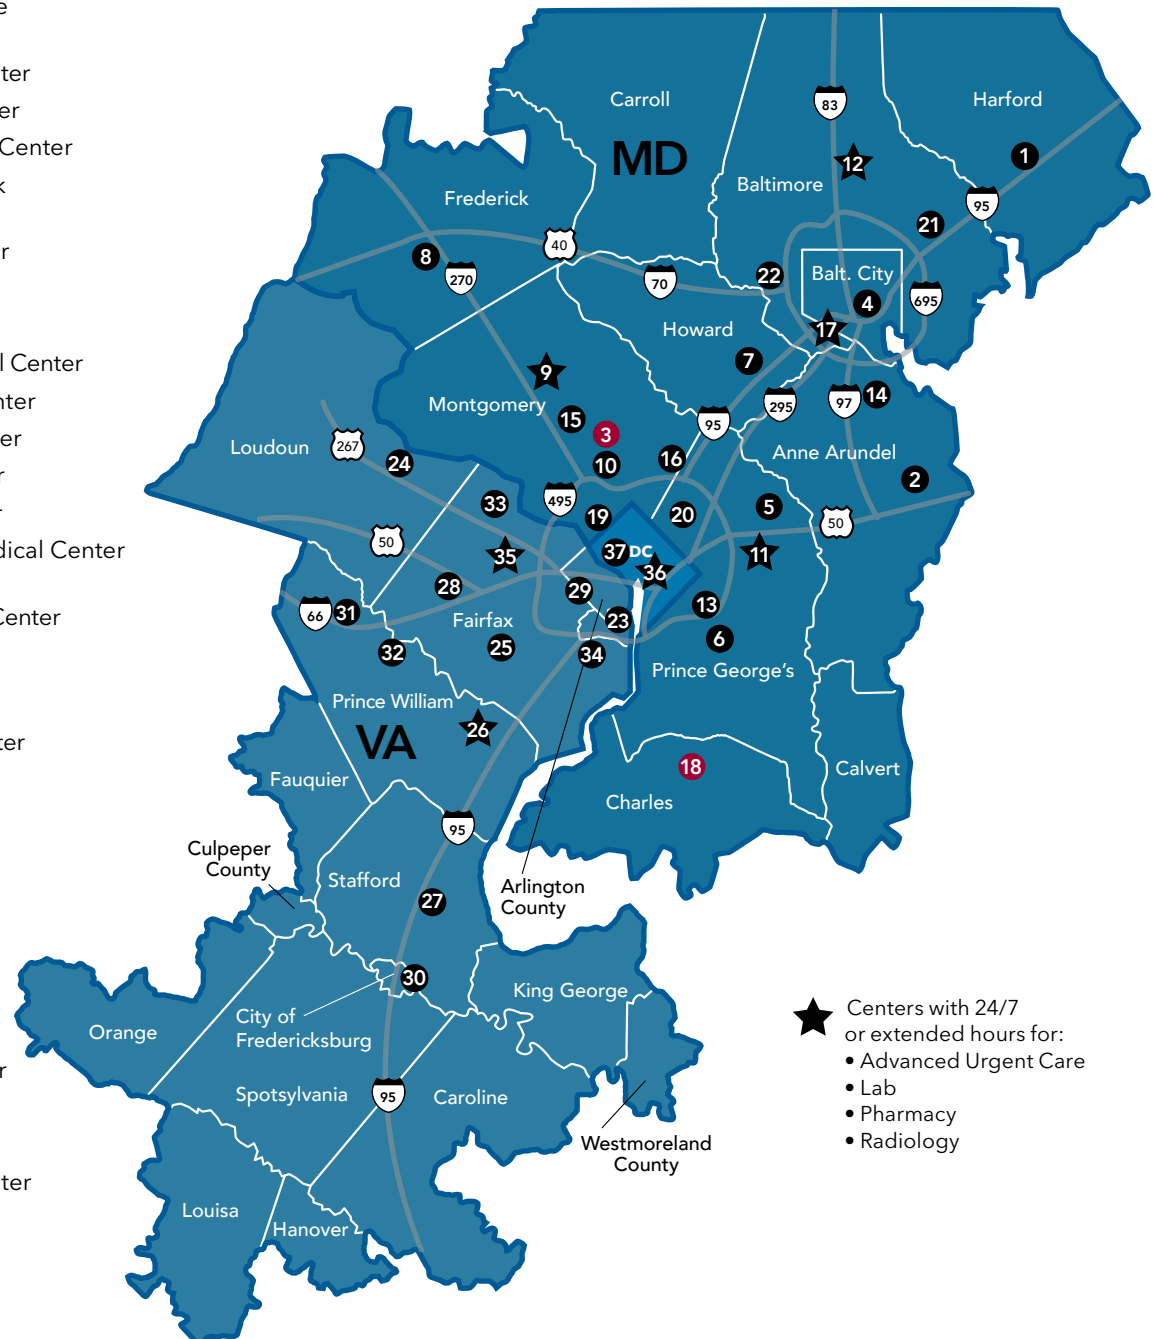 ter
er
Center
k
r
l Center
nter
er
r
dical Center
Center
ter
r
ter
Carroll
MD
Harford
83
1
12
Baltimore
Frederick
95
21
40
8
270
70
22
Balt. City
4
695
17
Howard
7
9
Montgomery
15
3
295
97
14
95
Loudoun
267
24
10
16
Anne Arundel
2
33
495
19
20
5
50
50
35
37
DC
36
11
28
29
13
66
31
Fairfax
23
6
32
25
34
Prince George's
Prince William
VA
26
Fauquier
18
Calvert
Charles
95
Culpeper
County
Stafford
27
Arlington
County
30
King George
City of
Fredericksburg
Orange
Spotsylvania
95
Caroline
Westmoreland
County
Louisa
Hanover
Centers with 24/7
or extended hours for:
• Advanced Urgent Care
• Lab
• Pharmacy
• Radiology